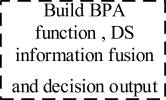 Build BPA
function , DS
information fusion
and decision output